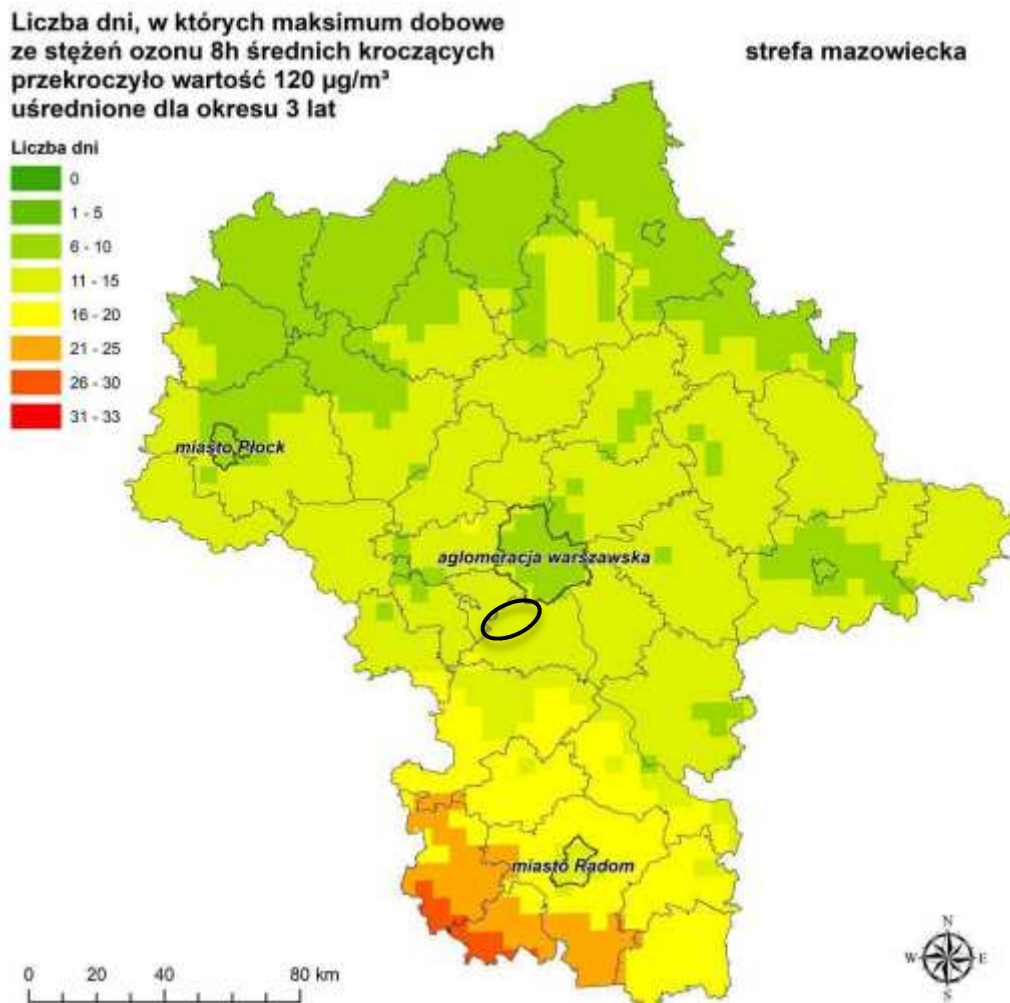 Liczba dni, w których maksimum dobowe
ze stężeń ozonu 8h średnich kroczących
przekroczyło wartość 120 µg/m³
uśrednione dla okresu 3 lat
strefa mazowiecka
Liczba dni
0
1 - 5
6 - 10
11 - 15
16 - 20
21 - 25
26 - 30
31 - 33
miasto Płock
aglomeracja warszawska
miasto Radom
0 20 40 80 km
N
W E
S